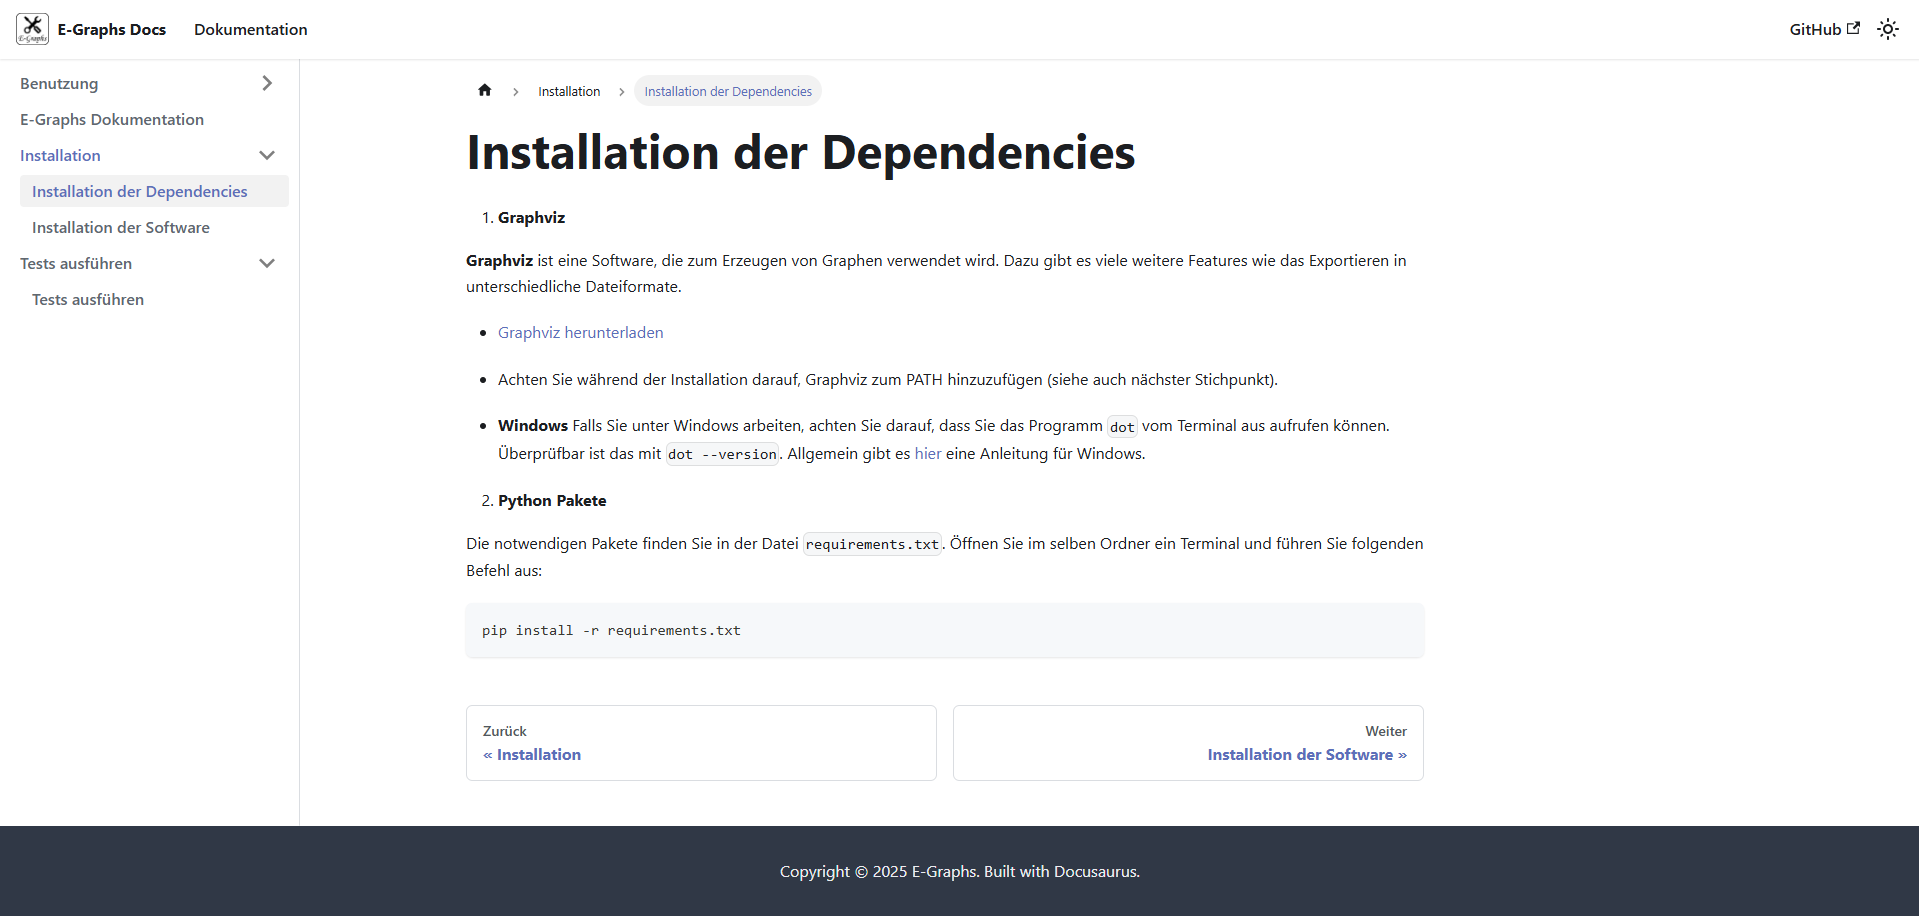 E-Graphs
E-Graphs Docs
Dokumentation
GitHub
Benutzung
E-Graphs Dokumentation
Installation
Installation der Dependencies
Installation der Software
Tests ausführen
Tests ausführen
Installation
Installation der Dependencies
Installation der Dependencies
1. Graphviz
Graphviz ist eine Software, die zum Erzeugen von Graphen verwendet wird. Dazu gibt es viele weitere Features wie das Exportieren in
unterschiedliche Dateiformate.
• Graphviz herunterladen
• Achten Sie während der Installation darauf, Graphviz zum PATH hinzuzufügen (siehe auch nächster Stichpunkt).
• Windows Falls Sie unter Windows arbeiten, achten Sie darauf, dass Sie das Programm dot vom Terminal aus aufrufen können.
Überprüfbar ist das mit dot --version. Allgemein gibt es hier eine Anleitung für Windows.
2. Python Pakete
Die notwendigen Pakete finden Sie in der Datei requirements.txt. Öffnen Sie im selben Ordner ein Terminal und führen Sie folgenden
Befehl aus:
pip install -r requirements.txt
Zurück
« Installation
Weiter
Installation der Software »
Copyright © 2025 E-Graphs. Built with Docusaurus.